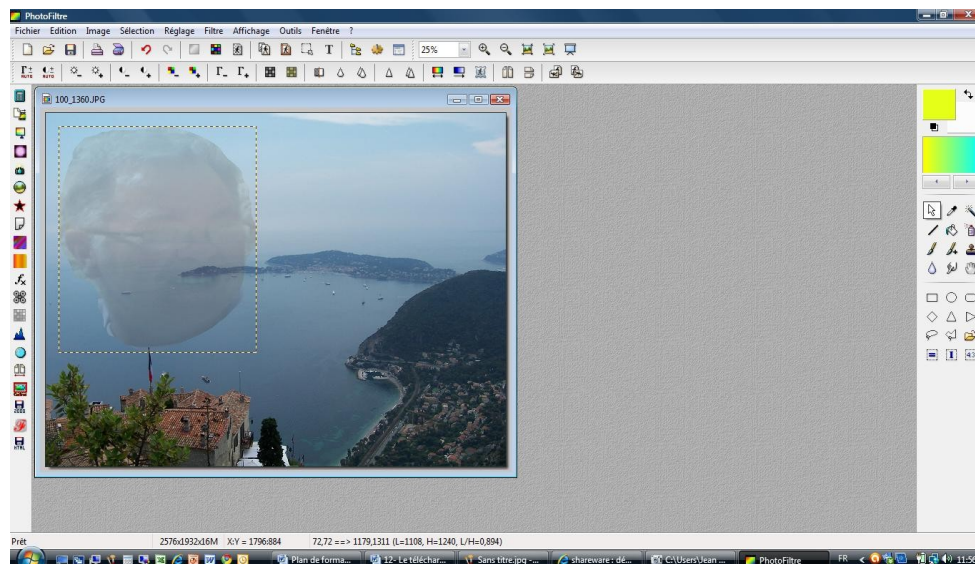 PhotoFiltre
Fichier Edition Image Sélection Réglage Filtre Affichage Outils Fenêtre ?
25%
100_1360.JPG
Prêt 2576x1932x16M X:Y = 1796:884 72,72 ==> 1179,1311 (L=1108, H=1240, L/H=0,894)
Plan de forma... 12- Le téléchar... Sans titre.jpg -... shareware : dé... C:\Users\Jean ... PhotoFiltre FR 11:56